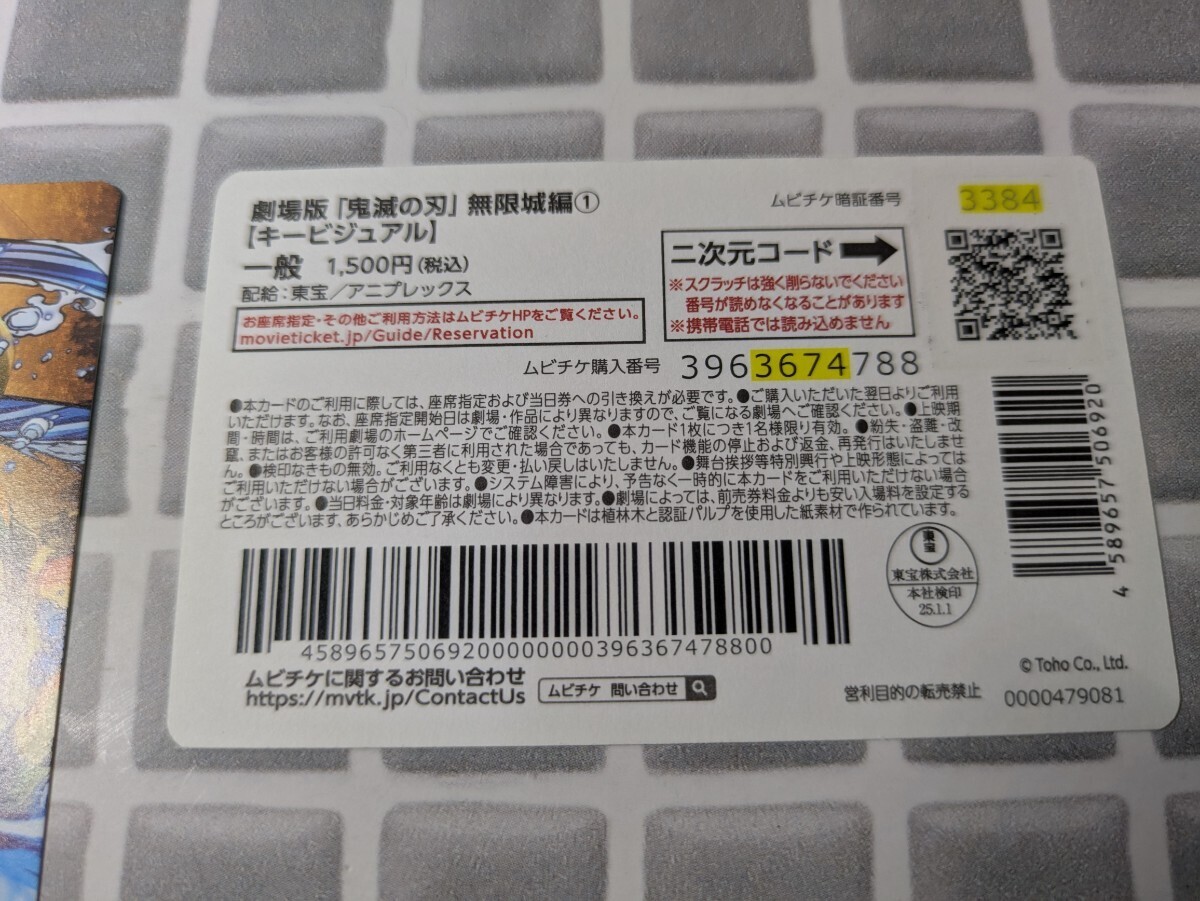 劇場版「鬼滅の刃」無限城編①
【キービジュアル】
一般 1,500円(税込)
配給:東宝/アニプレックス
お座席指定・その他ご利用方法はムビチケHPをご覧ください。
movieticket.jp/Guide/Reservation
ムビチケ暗証番号 3384
二次元コード
※スクラッチは強く削らないでください
番号が読めなくなることがあります
※携帯電話では読み込めません
ムビチケ購入番号 3963674788
●本カードのご利用に際しては、座席指定および当日券への引き換えが必要です。●ご購入いただいた翌日よりご利用
いただけます。なお、座席指定開始日は劇場・作品により異なりますので、ご覧になる劇場へご確認ください。●上映期
間・時間は、ご利用劇場のホームページでご確認ください。●本カード1枚につき1名様限り有効。●紛失・盗難・改
竄、またはお客様の許可なく第三者に利用された場合であっても、カード機能の停止および返金、再発行はいたしませ
ん。●検印なきもの無効。ご利用なくとも変更・払い戻しはいたしません。●舞台挨拶等特別興行や上映形態によっては
ご利用いただけない場合がございます。●システム障害により、予告なく一時的に本カードをご利用いただけない場合
がございます。●当日料金・対象年齢は劇場により異なります。●劇場によっては、前売券料金よりも安い入場料を設定する
ところがございます、あらかじめご了承ください。●本カードは植林木と認証パルプを使用した紙素材で作られています。
4 589657 506920
東宝
東宝株式会社
本社検印
25.1.1
45896575069200000000396367478800
ムビチケに関するお問い合わせ
https://mvtk.jp/ContactUs
ムビチケ 問い合わせ
© Toho Co., Ltd.
営利目的の転売禁止 0000479081